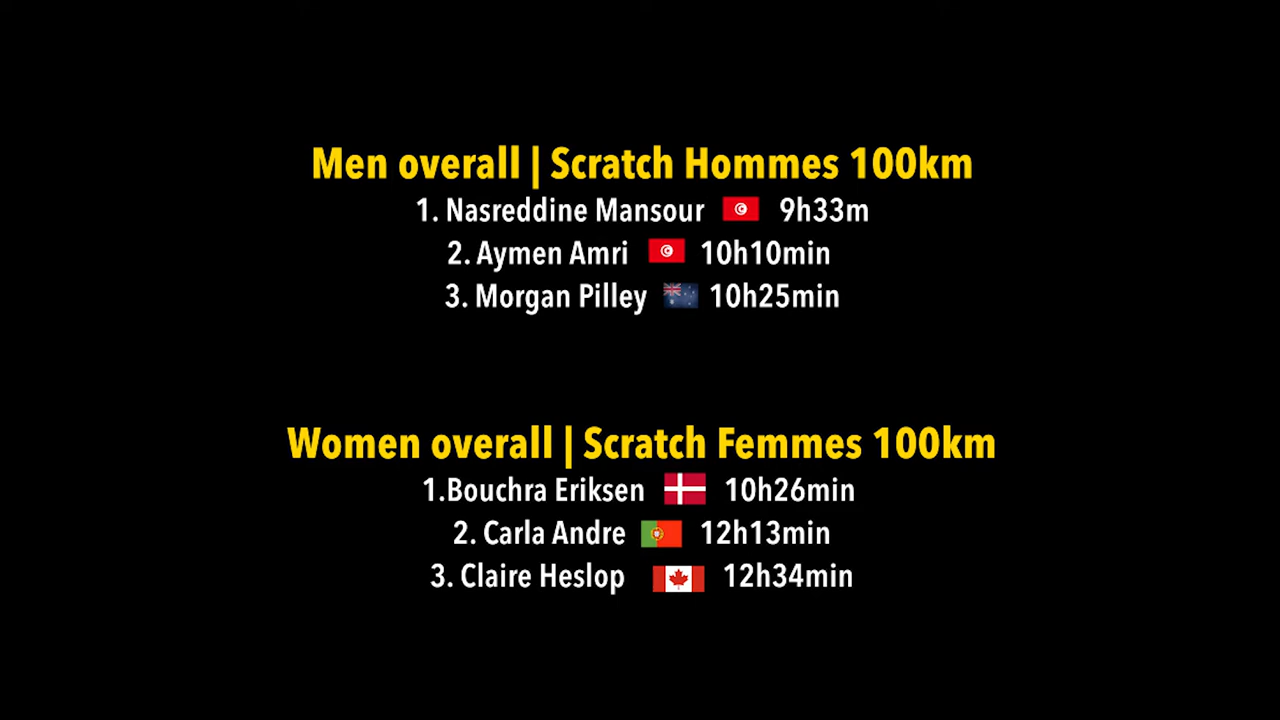 Men overall | Scratch Hommes 100km
1. Nasreddine Mansour 9h33m
2. Aymen Amri 10h10min
3. Morgan Pilley 10h25min
Women overall | Scratch Femmes 100km
1.Bouchra Eriksen 10h26min
2. Carla Andre 12h13min
3. Claire Heslop 12h34min